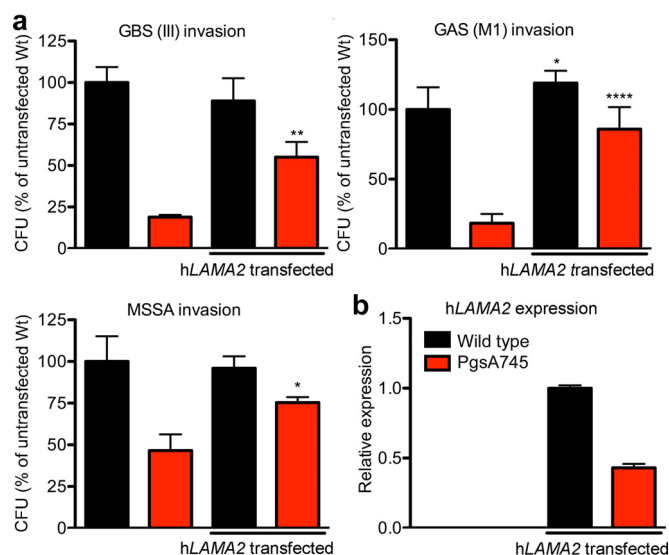 a
GBS (III) invasion
CFU (% of untransfected Wt)
125
100
75
50
25
0
**
hLAMA2 transfected
GAS (M1) invasion
CFU (% of untransfected Wt)
150
100
50
0
*
****
hLAMA2 transfected
MSSA invasion
CFU (% of untransfected Wt)
125
100
75
50
25
0
*
hLAMA2 transfected
b
hLAMA2 expression
Wild type
PgsA745
Relative expression
1.5
1.0
0.5
0.0
hLAMA2 transfected